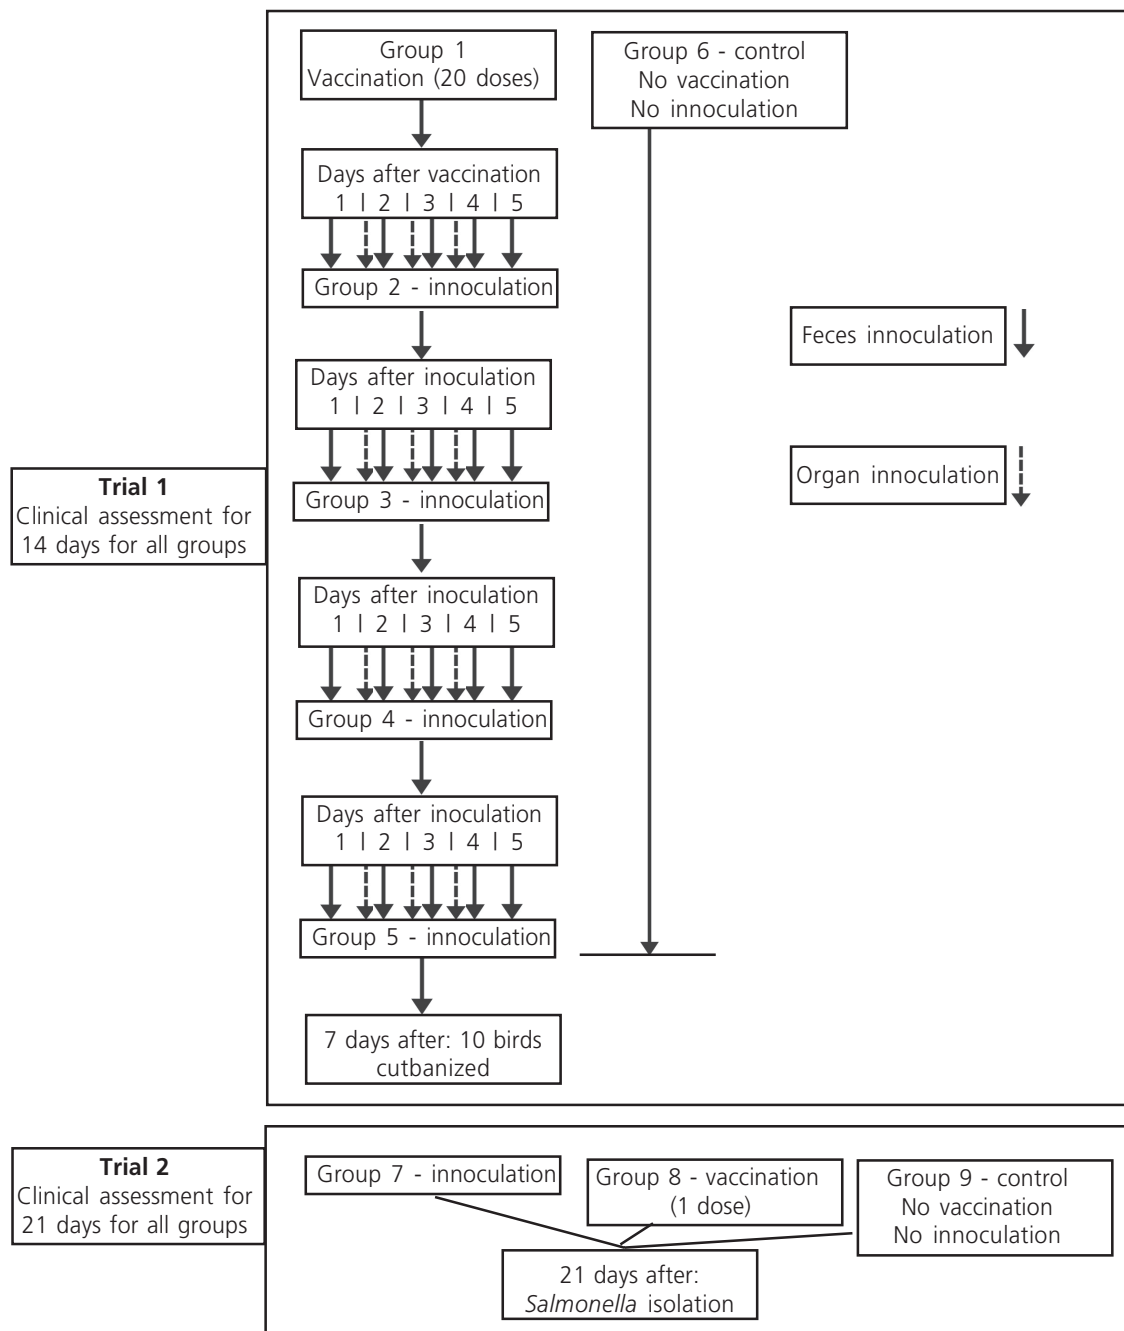 Group 1
Vaccination (20 doses)
Group 6 - control
No vaccination
No innoculation
Days after vaccination
1 | 2 | 3 | 4 | 5
Group 2 - innoculation
Days after inoculation
1 | 2 | 3 | 4 | 5
Group 3 - innoculation
Days after inoculation
1 | 2 | 3 | 4 | 5
Group 4 - innoculation
Days after inoculation
1 | 2 | 3 | 4 | 5
Group 5 - innoculation
7 days after: 10 birds
cutbanized
Feces innoculation
Organ innoculation
Trial 1
Clinical assessment for
14 days for all groups
Trial 2
Clinical assessment for
21 days for all groups
Group 7 - innoculation
Group 8 - vaccination
(1 dose)
Group 9 - control
No vaccination
No innoculation
21 days after:
Salmonella isolation